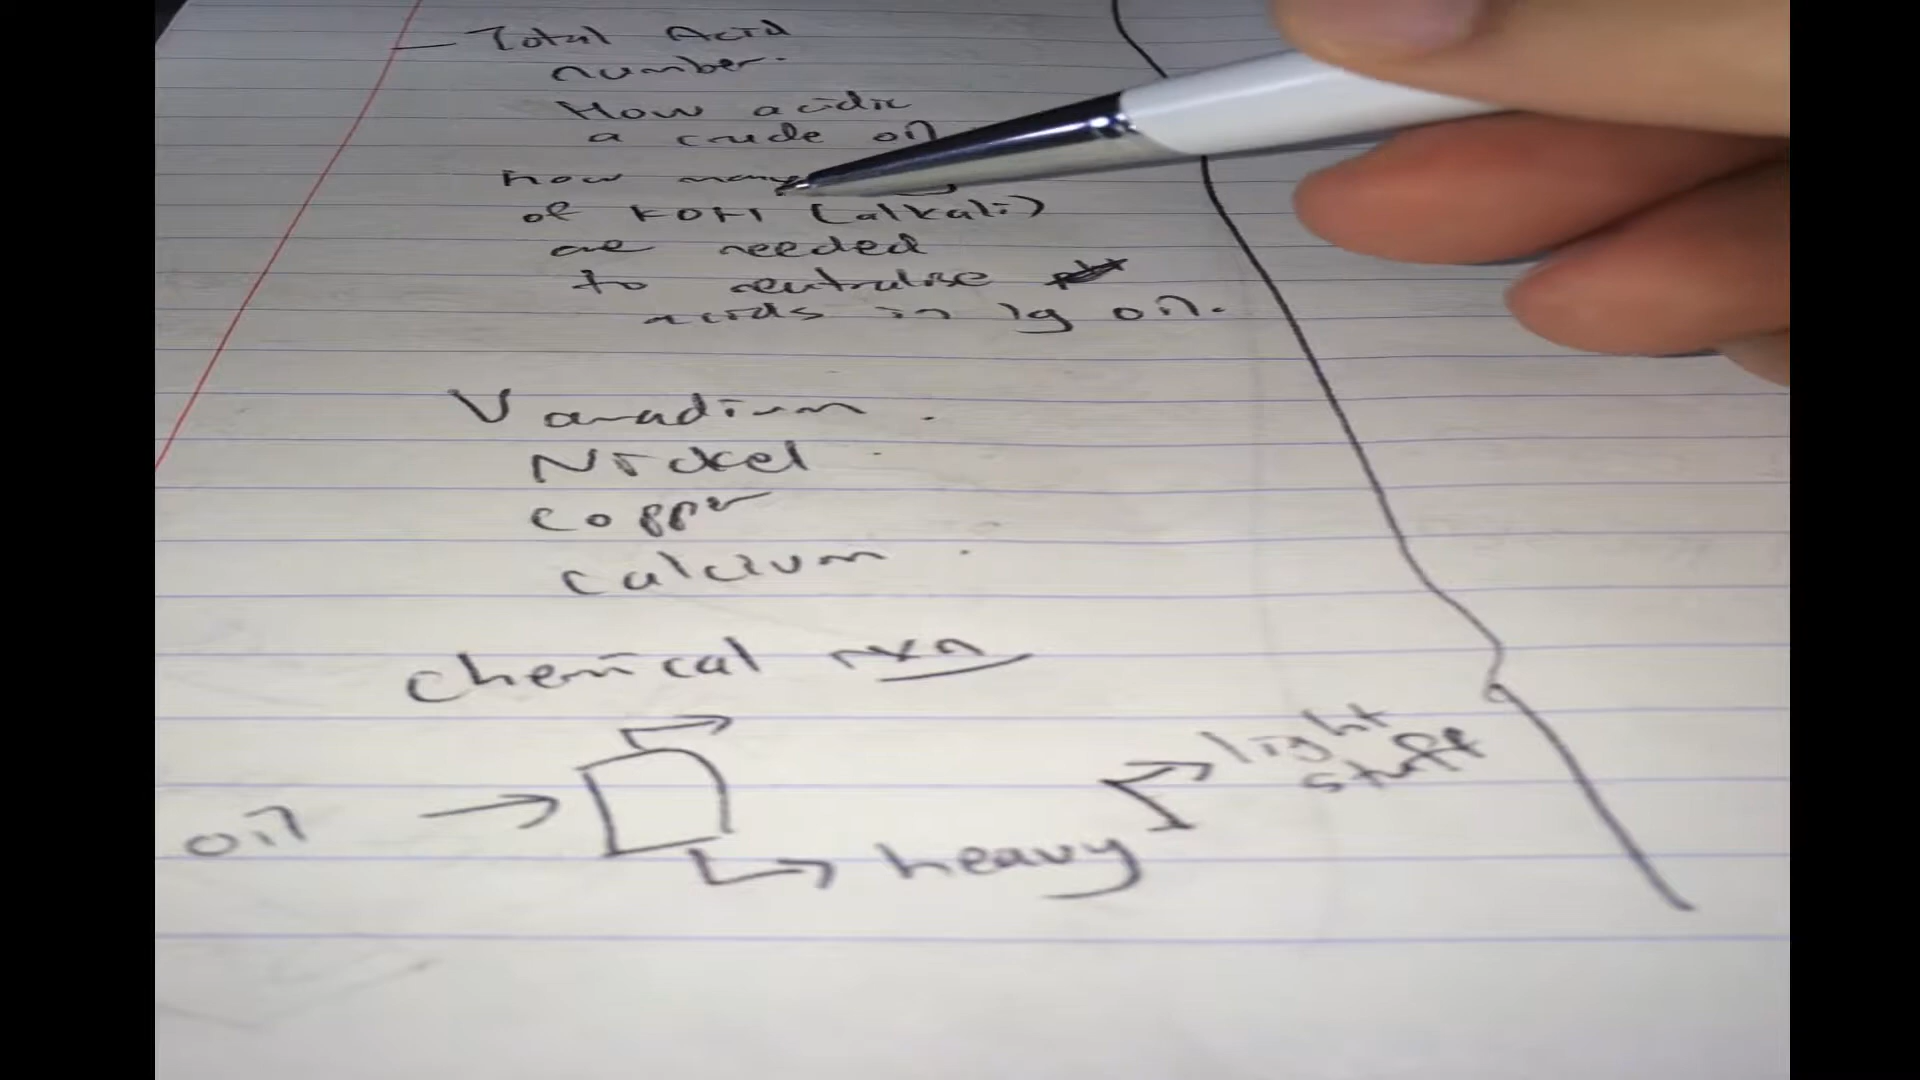 - Total Acid
number.
How acidic
a crude oil
how many
of KOH (alkali)
are needed
to neutralise
acids in 1g oil.
Vanadium.
Nickel.
Copper
Calcium.
Chemical rxn
light
stuff
oil
heavy